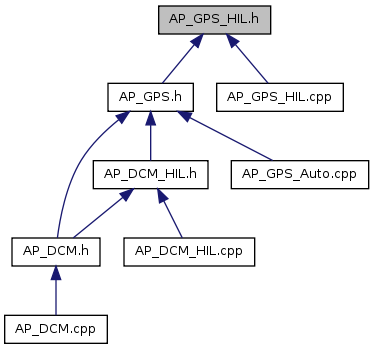 AP_GPS_HIL.h
AP_GPS.h
AP_GPS_HIL.cpp
AP_DCM_HIL.h
AP_GPS_Auto.cpp
AP_DCM.h
AP_DCM_HIL.cpp
AP_DCM.cpp